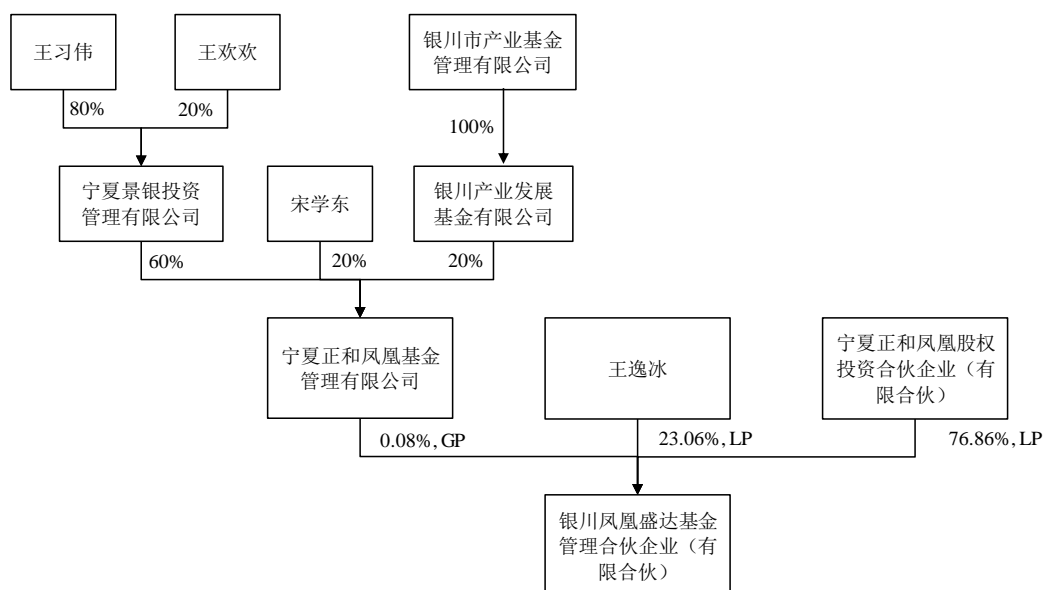 王习伟
王欢欢
银川市产业基金
管理有限公司
80%
20%
100%
宁夏景银投资
管理有限公司
宋学东
银川产业发展
基金有限公司
60%
20%
20%
宁夏正和凤凰基金
管理有限公司
王逸冰
宁夏正和凤凰股权
投资合伙企业（有
限合伙）
0.08%, GP
23.06%, LP
76.86%, LP
银川凤凰盛达基金
管理合伙企业（有
限合伙）